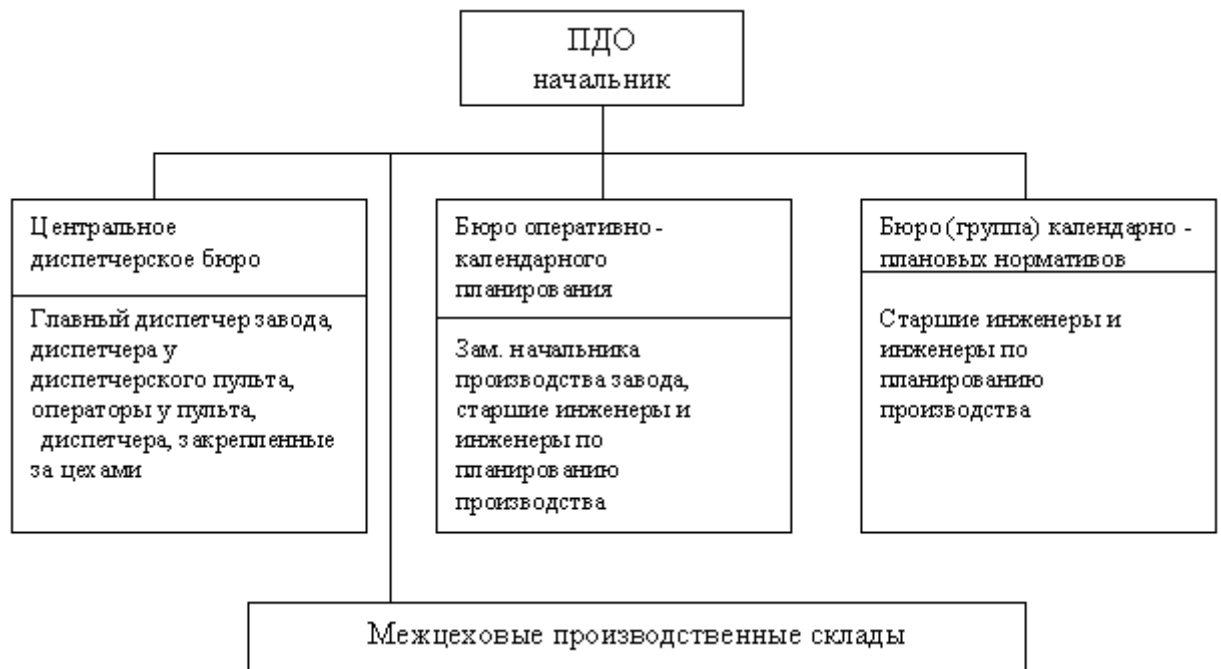 ПДО
начальник
Центральное
диспетчерское бюро
Главный диспетчер завода,
диспетчера у
диспетчерского пульта,
операторы у пульта,
диспетчера, закрепленные
за цехами
Бюро оперативно -
календарного
планирования
Зам. начальника
производства завода,
старшие инженеры и
инженеры по
планированию
производства
Бюро (группа) календарно -
плановых нормативов
Старшие инженеры и
инженеры по
планированию
производства
Межцеховые производственные склады